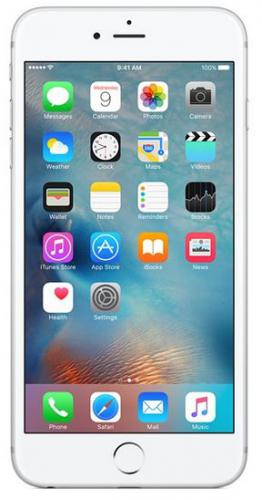 9:41 AM 100%
Wednesday
9
Messages Calendar Photos Camera
280
Weather Clock Maps Videos
Wallet Notes Reminders Stocks
iTunes Store App Store iBooks News
Health Settings
Phone Safari Mail Music